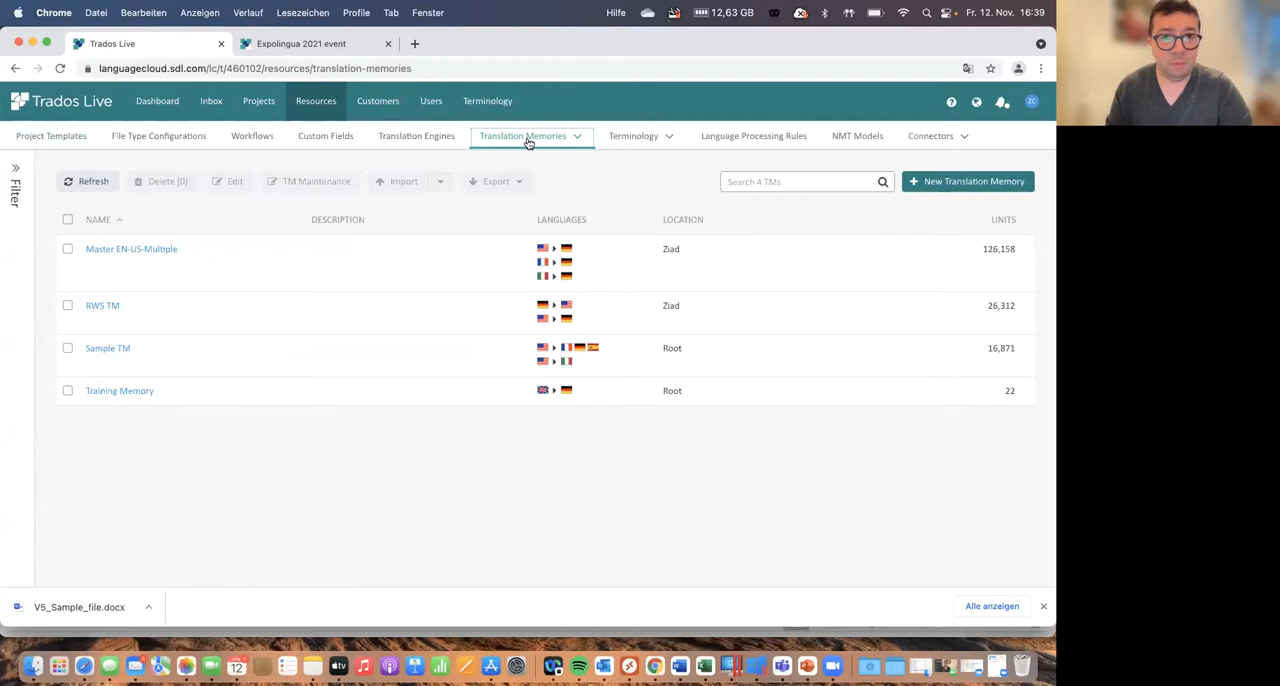 Chrome Datei Bearbeiten Anzeigen Verlauf Lesezeichen Profile Tab Fenster Hilfe 12,63 GB Fr. 12. Nov. 16:39
Trados Live Expolingua 2021 event
languagecloud.sdl.com/lc/t/460102/resources/translation-memories
Trados Live Dashboard Inbox Projects Resources Customers Users Terminology ZC
Project Templates File Type Configurations Workflows Custom Fields Translation Engines Translation Memories Terminology Language Processing Rules NMT Models Connectors
Filter
Refresh Delete (0) Edit TM Maintenance Import Export Search 4 TMs New Translation Memory
NAME DESCRIPTION LANGUAGES LOCATION UNITS
Master EN-US-Multiple Ziad 126,158
RWS TM Ziad 26,312
Sample TM Root 16,871
Training Memory Root 22
V5_Sample_file.docx Alle anzeigen
12